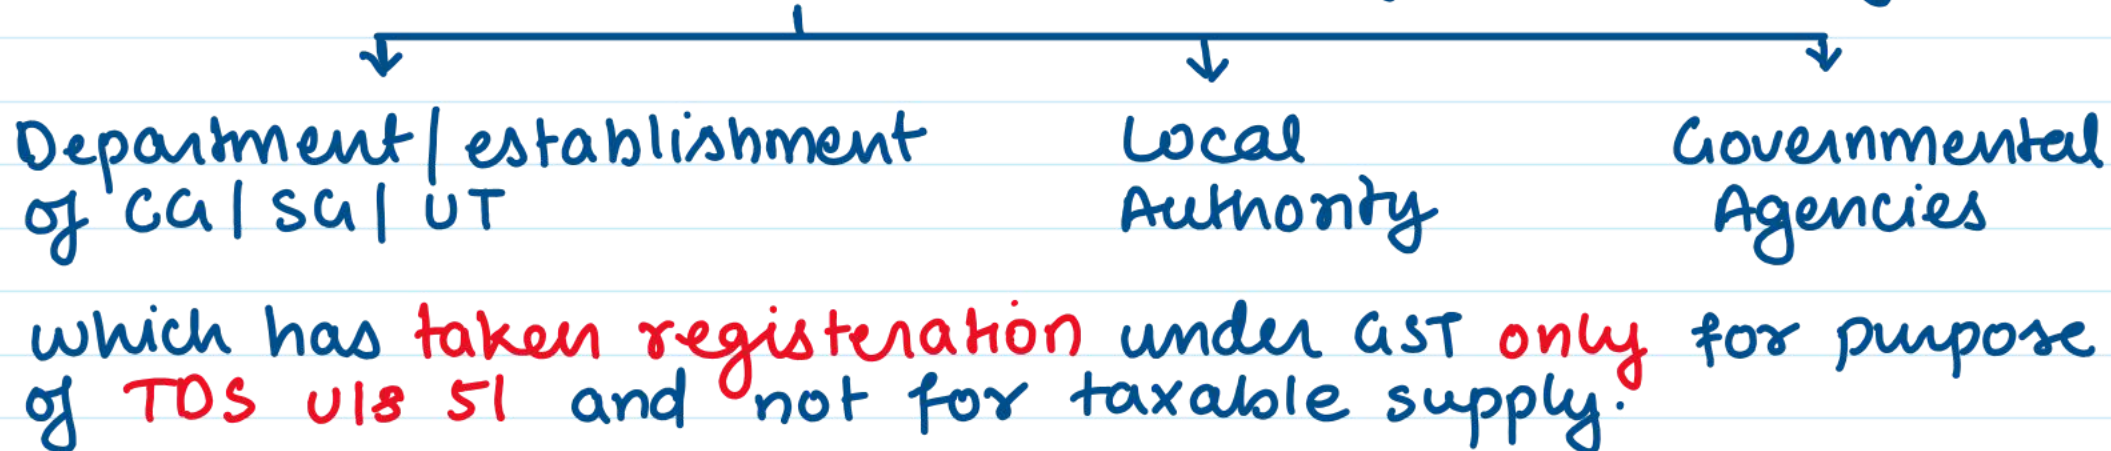 Department/establishment Local Governmental
of CG/SG/UT Authority Agencies
which has taken registeration under GST only for purpose
of TDS u/s 51 and not for taxable supply.